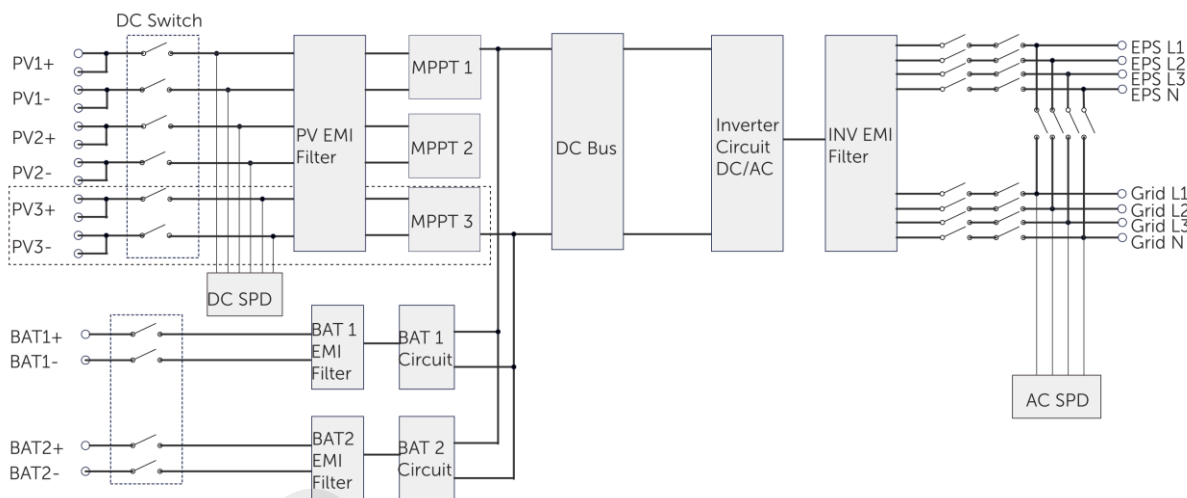 DC Switch
PV1+
PV1-
PV2+
PV2-
PV3+
PV3-
PV EMI
Filter
MPPT 1
MPPT 2
MPPT 3
DC SPD
DC Bus
Inverter
Circuit
DC/AC
INV EMI
Filter
EPS L1
EPS L2
EPS L3
EPS N
Grid L1
Grid L2
Grid L3
Grid N
AC SPD
BAT1+
BAT1-
BAT 1
EMI
Filter
BAT 1
Circuit
BAT2+
BAT2-
BAT2
EMI
Filter
BAT 2
Circuit